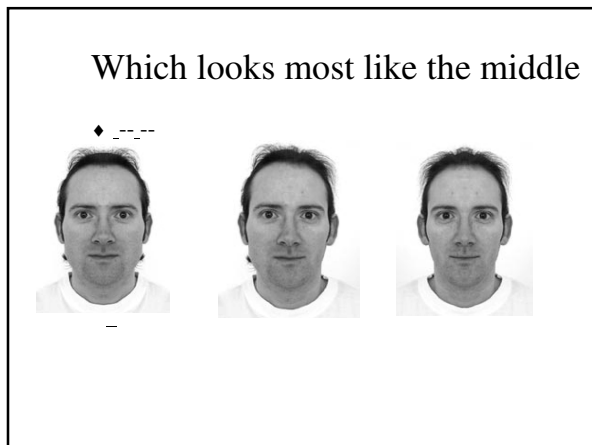 Which looks most like the middle
♦ _--_--
_